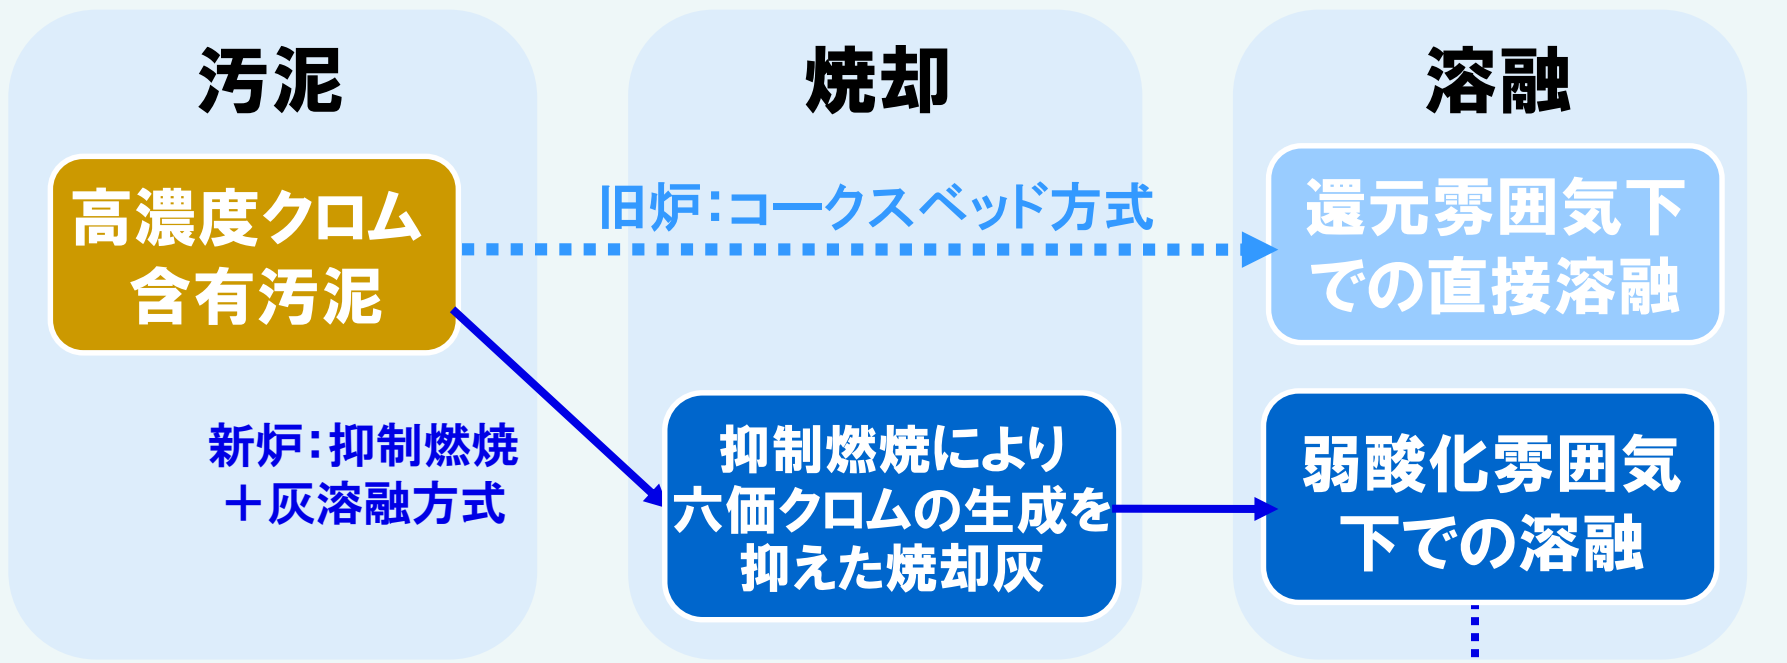 汚泥
焼却
溶融
高濃度クロム
含有汚泥
旧炉：コークスベッド方式
還元雰囲気下
での直接溶融
新炉：抑制燃焼
＋灰溶融方式
抑制燃焼により
六価クロムの生成を
抑えた焼却灰
弱酸化雰囲気
下での溶融